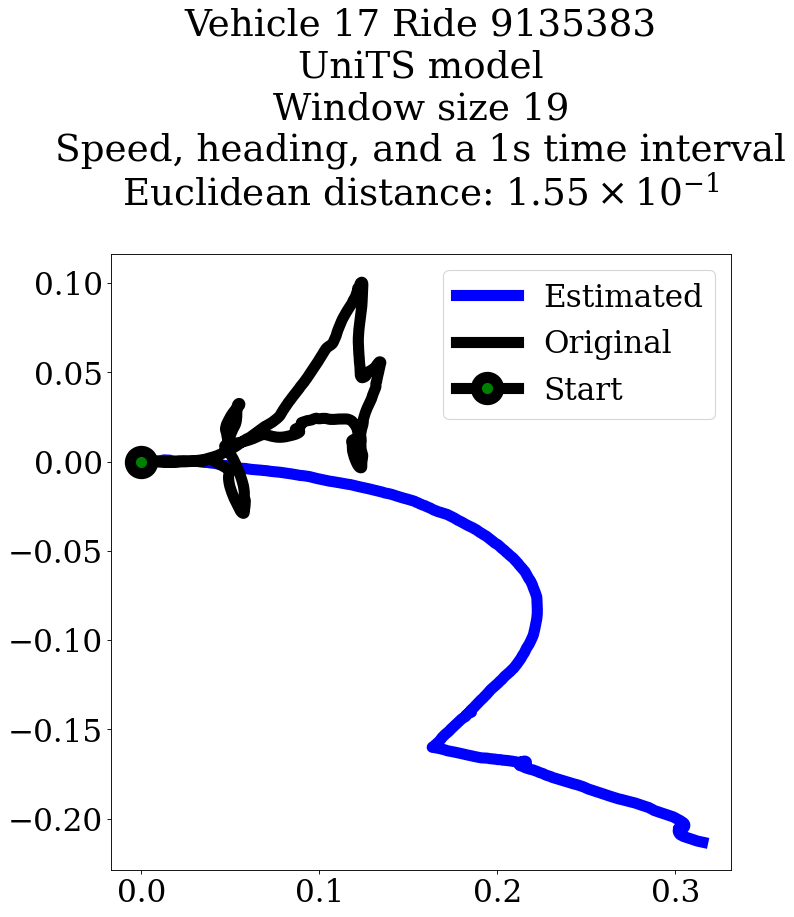 Vehicle 17 Ride 9135383
UniTS model
Window size 19
Speed, heading, and a 1s time interval
Euclidean distance: 1.55 × 10⁻¹
Estimated
Original
Start
0.10
0.05
0.00
−0.05
−0.10
−0.15
−0.20
0.0 0.1 0.2 0.3